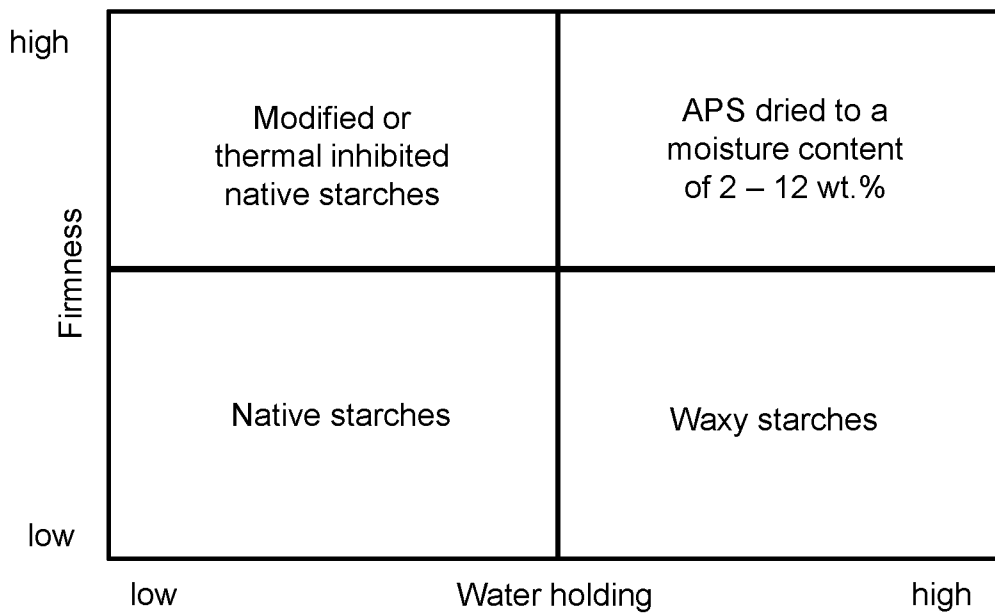 high
Modified or
thermal inhibited
native starches
APS dried to a
moisture content
of 2 – 12 wt.%
Firmness
Native starches
Waxy starches
low
low
Water holding
high